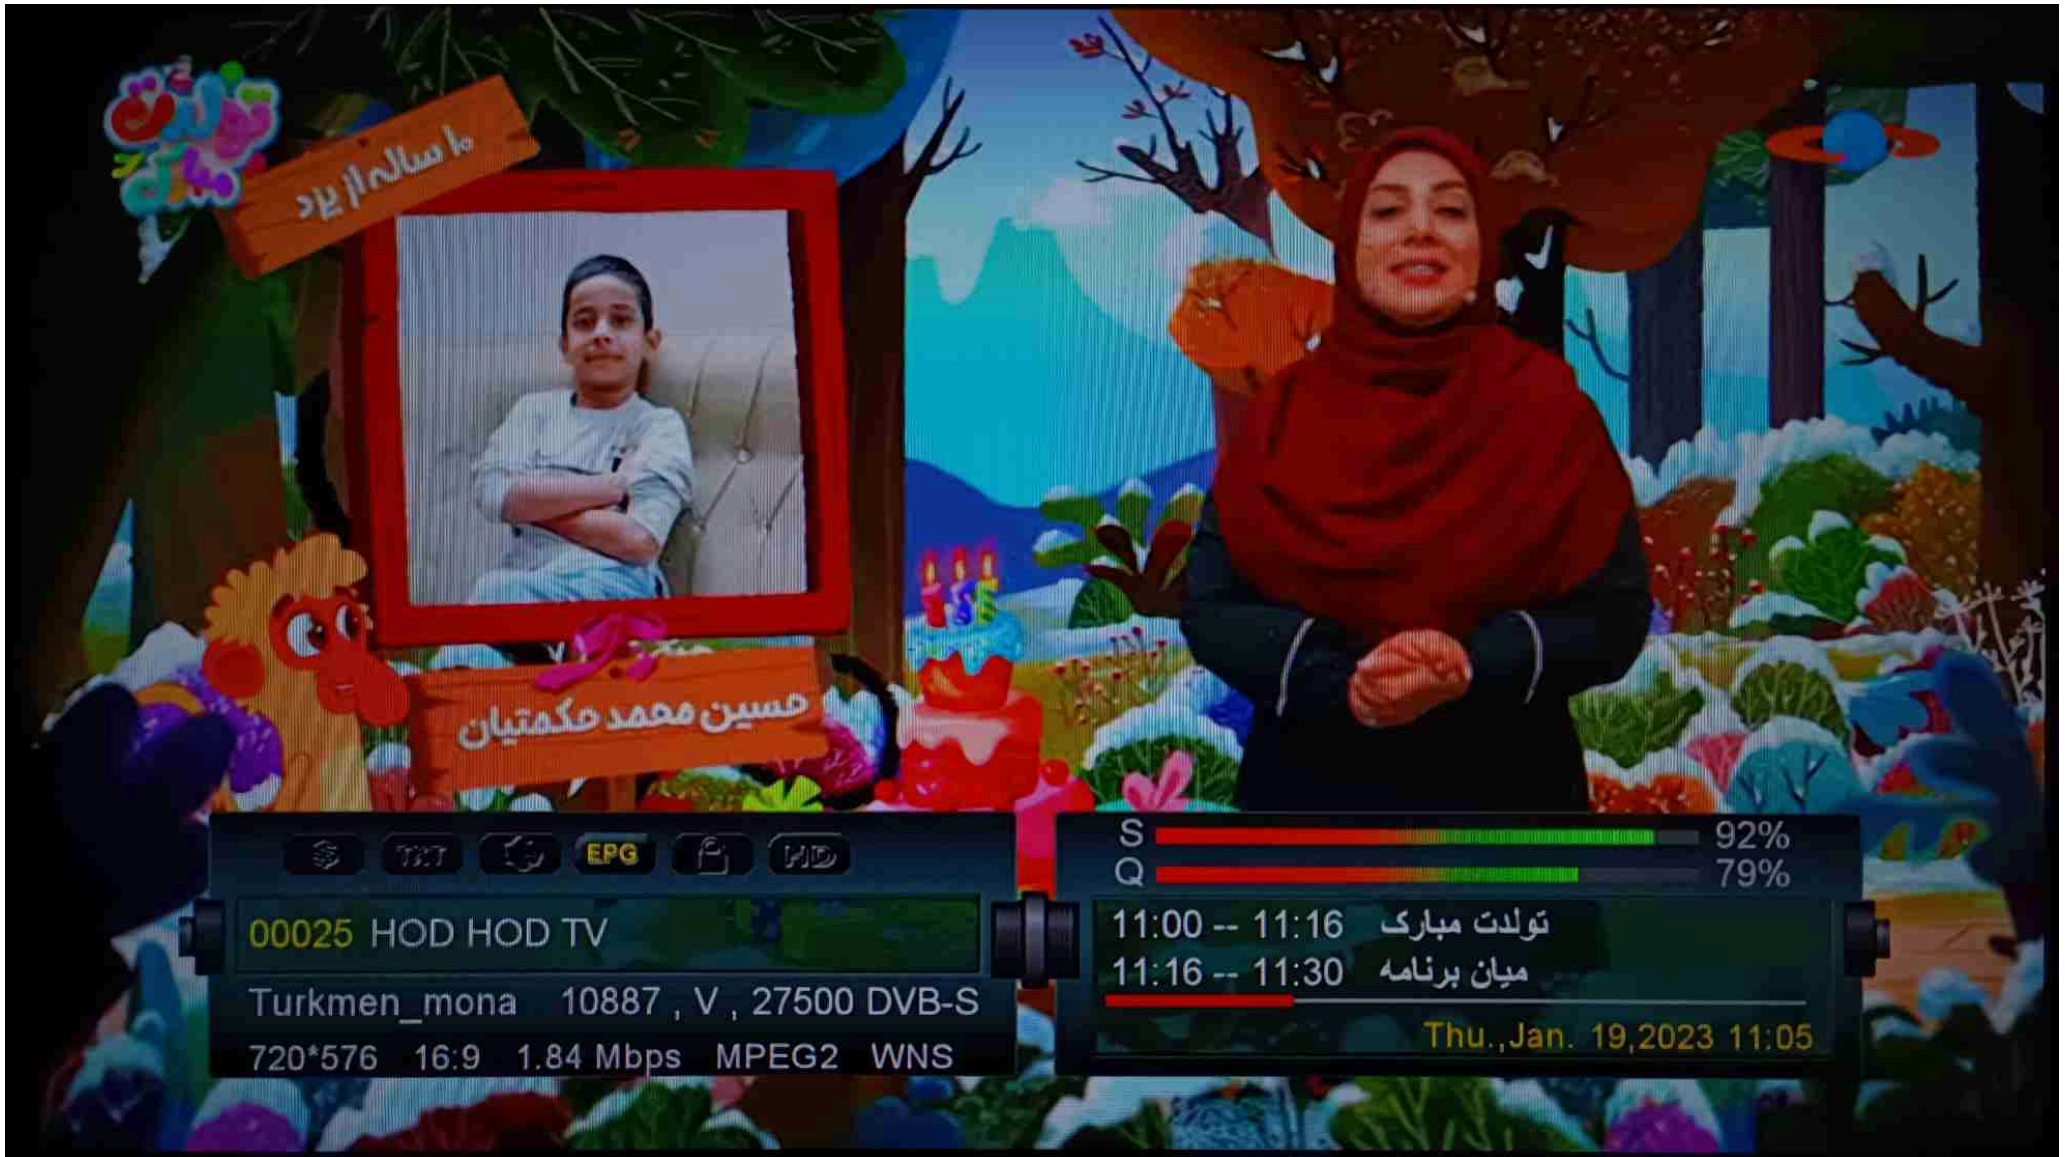 تولدت مبارک
۱۰ ساله از یزد
حسین محمد حکمتیان
TXT EPG HD
S 92%
Q 79%
00025 HOD HOD TV
11:00 -- 11:16 تولدت مبارک
11:16 -- 11:30 میان برنامه
Turkmen_mona 10887 , V , 27500 DVB-S
Thu.,Jan. 19,2023 11:05
720*576 16:9 1.84 Mbps MPEG2 WNS